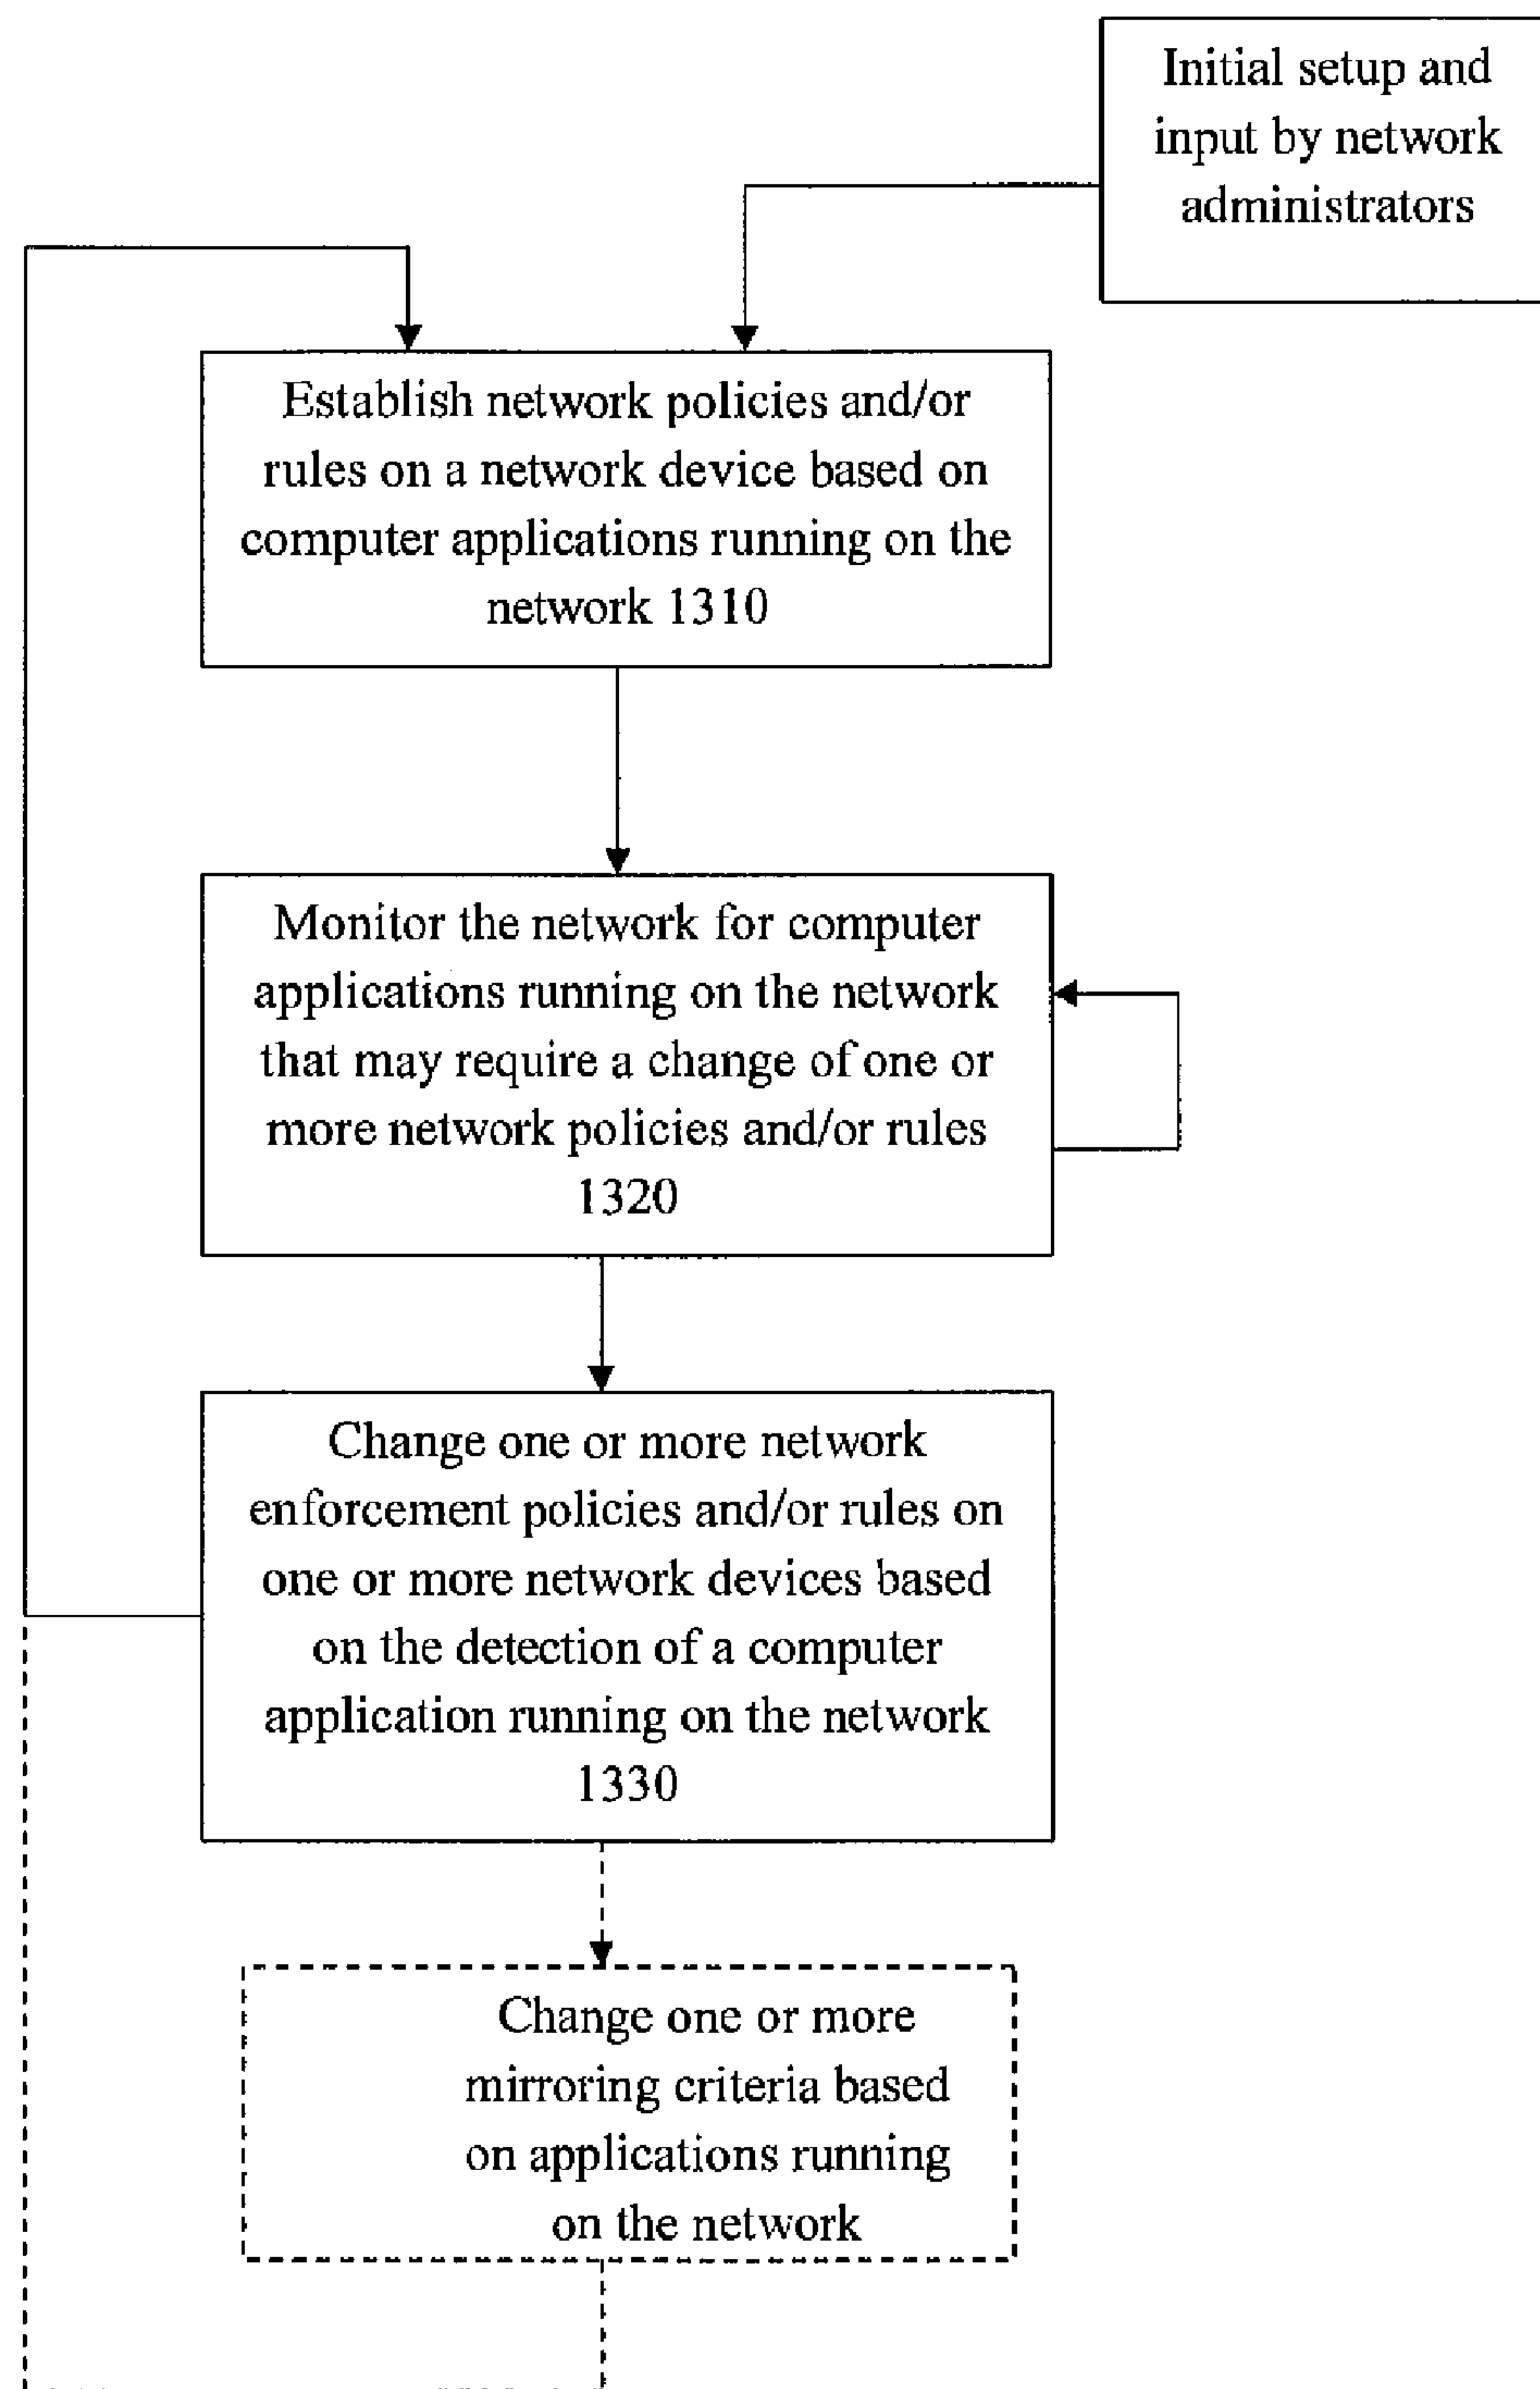 Initial setup and
input by network
administrators
Establish network policies and/or
rules on a network device based on
computer applications running on the
network 1310
Monitor the network for computer
applications running on the network
that may require a change of one or
more network policies and/or rules
1320
Change one or more network
enforcement policies and/or rules on
one or more network devices based
on the detection of a computer
application running on the network
1330
Change one or more
mirroring criteria based
on applications running
on the network